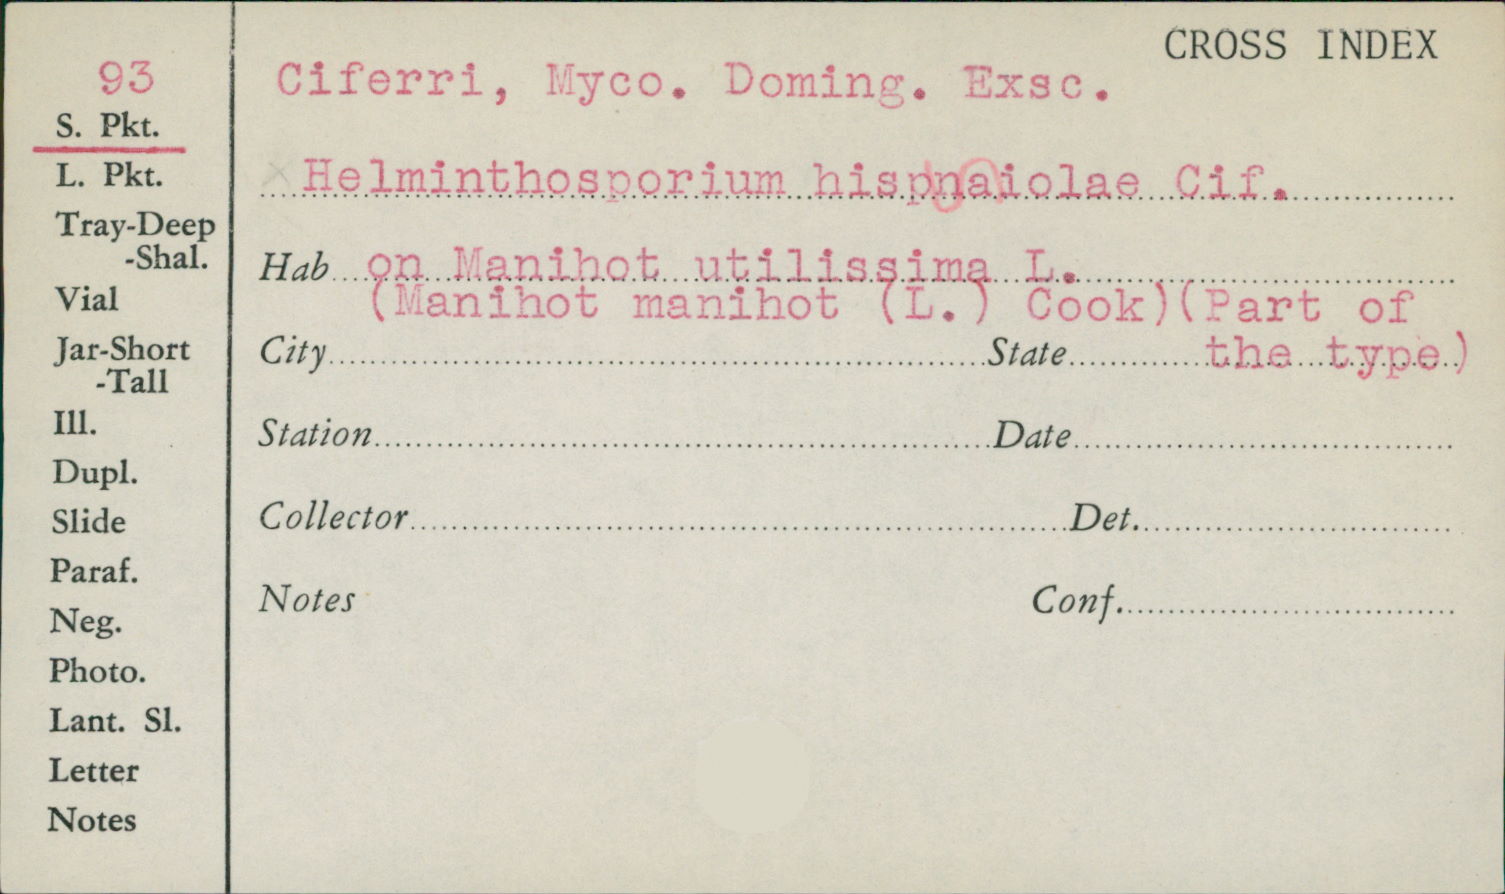 CROSS INDEX
93
Ciferri, Myco. Doming. Exsc.
S. Pkt.
L. Pkt.
Helminthosporium hispnaiolae Cif.
Tray-Deep
-Shal.
Hab on Manihot utilissima L.
Vial
(Manihot manihot (L.) Cook)(Part of
Jar-Short
City State the type)
-Tall
Ill.
Station Date
Dupl.
Slide
Collector Det.
Paraf.
Notes Conf.
Neg.
Photo.
Lant. Sl.
Letter
Notes